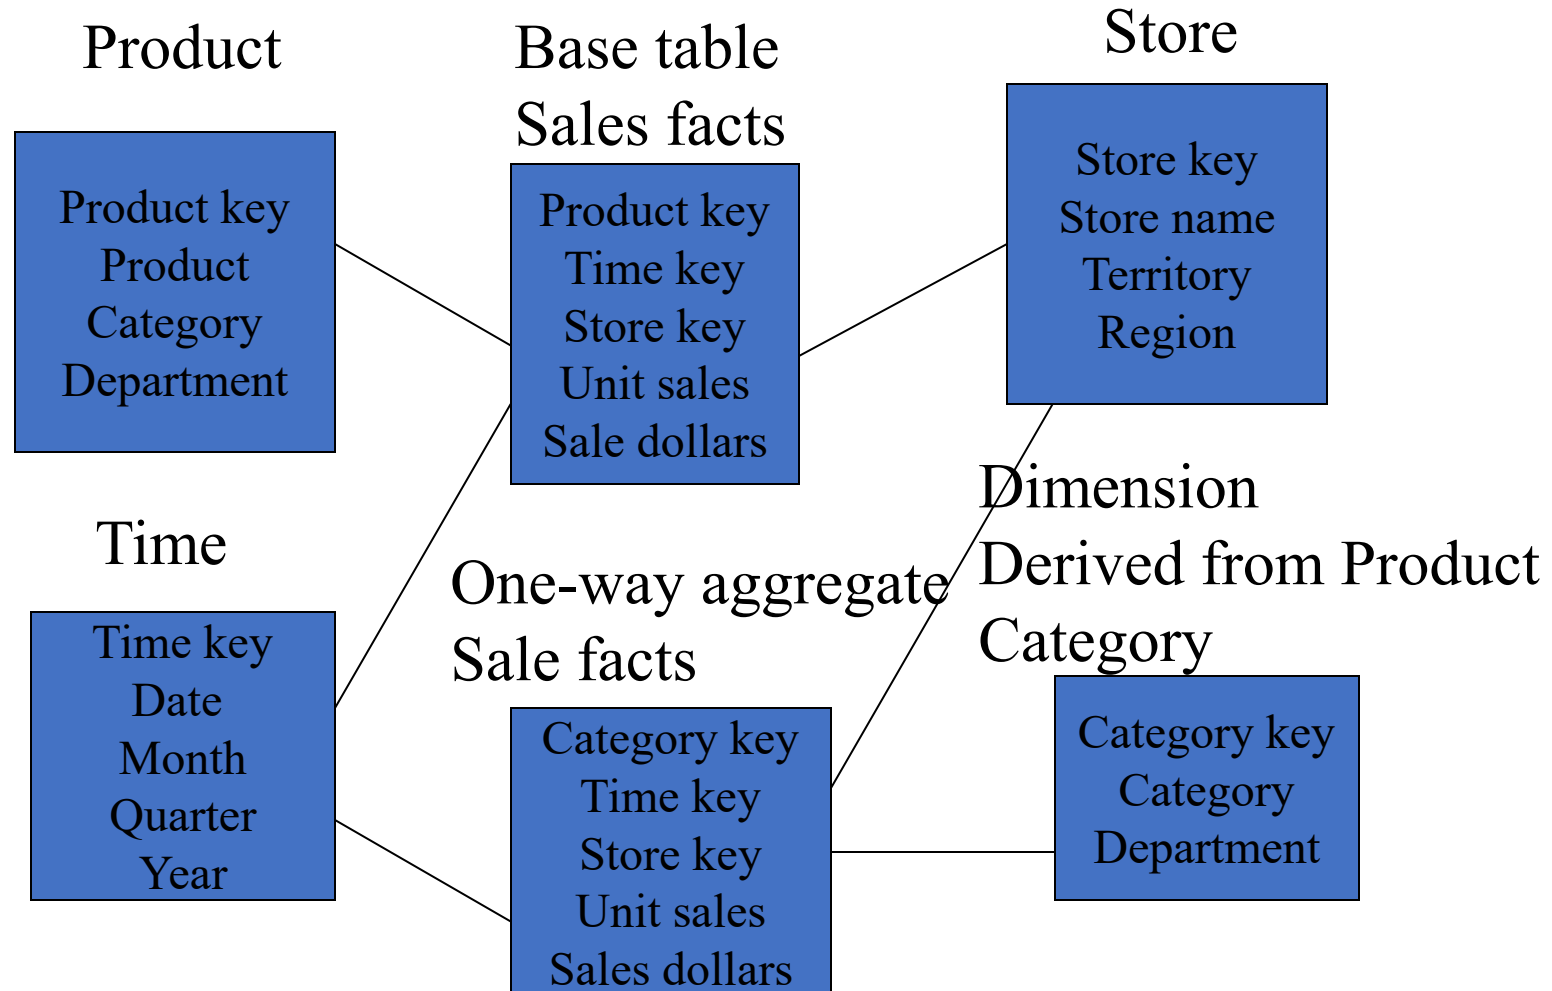 Product
Product key
Product
Category
Department
Base table
Sales facts
Product key
Time key
Store key
Unit sales
Sale dollars
Store
Store key
Store name
Territory
Region
Time
Time key
Date
Month
Quarter
Year
One-way aggregate
Sale facts
Category key
Time key
Store key
Unit sales
Sales dollars
Dimension
Derived from Product
Category
Category key
Category
Department